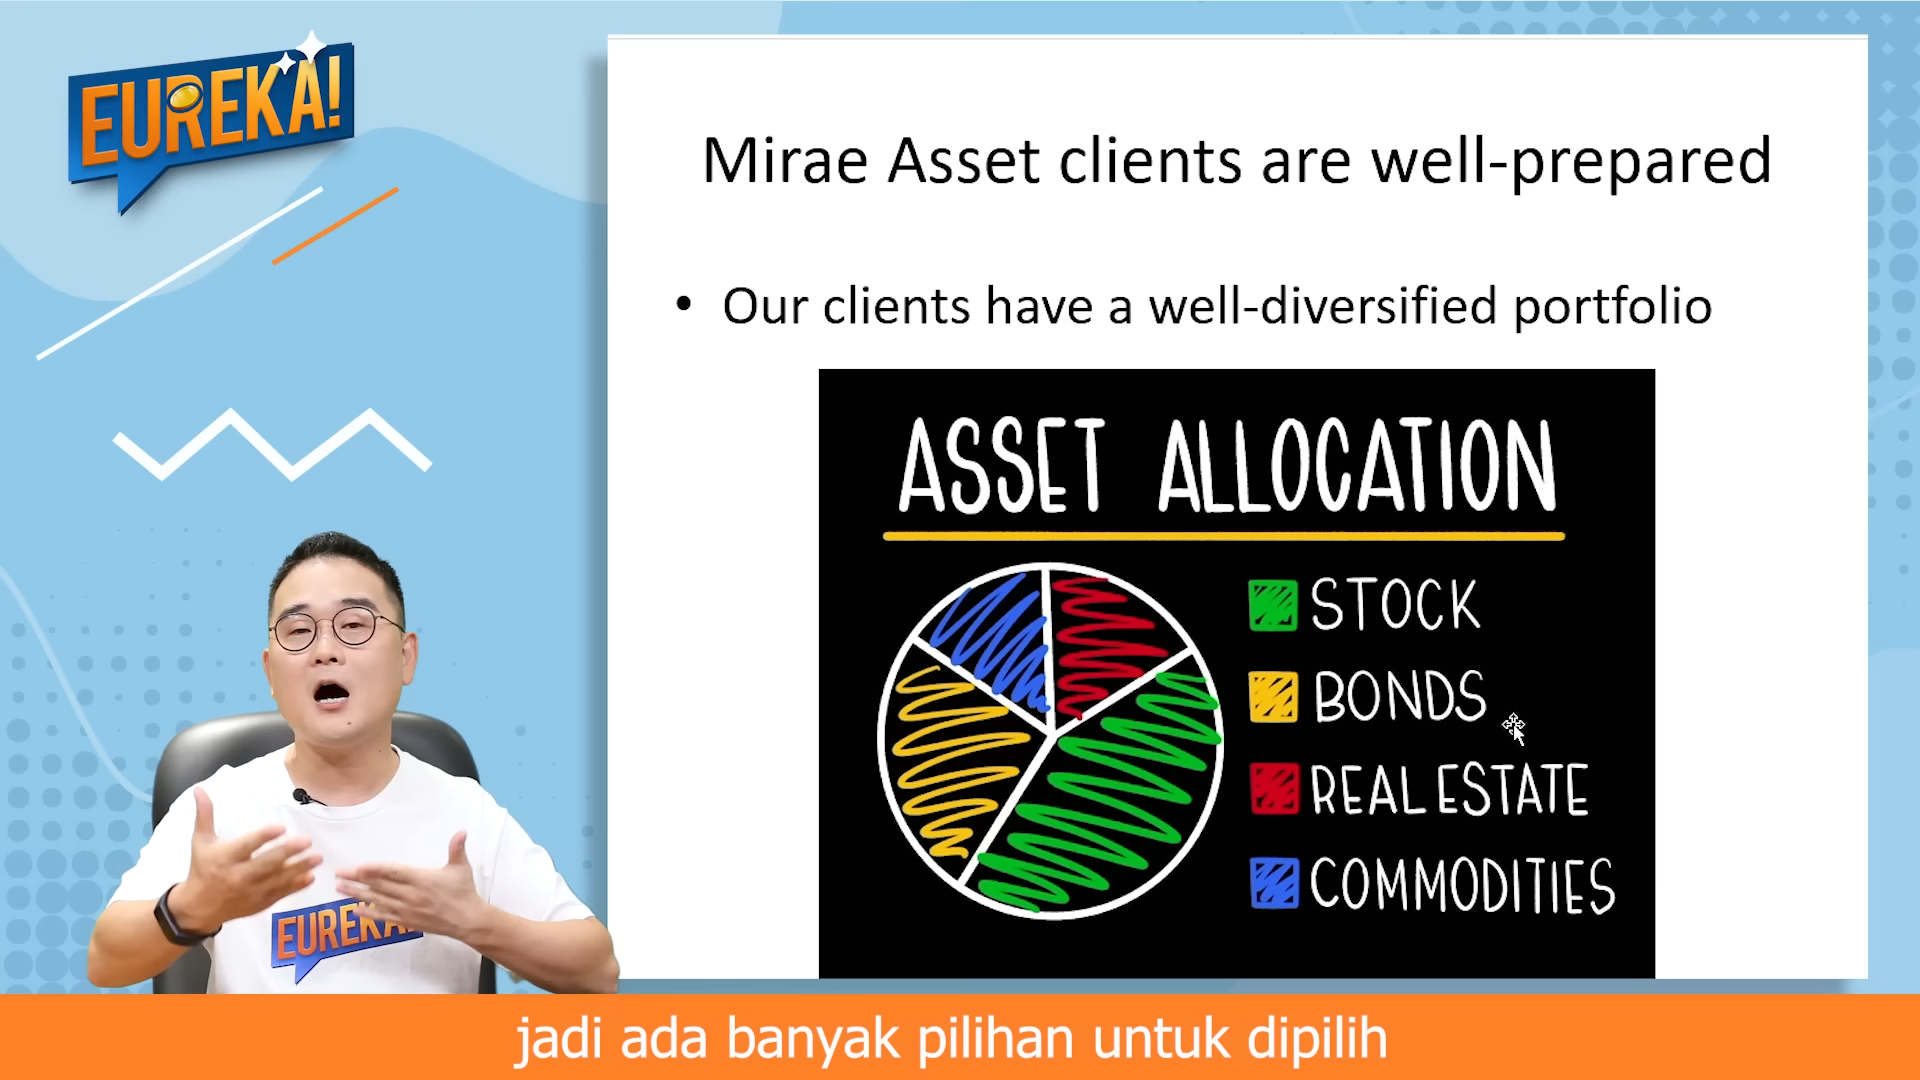 EUREKA!
Mirae Asset clients are well-prepared
• Our clients have a well-diversified portfolio
ASSET ALLOCATION
STOCK
BONDS
REAL ESTATE
COMMODITIES
EUREKA!
jadi ada banyak pilihan untuk dipilih